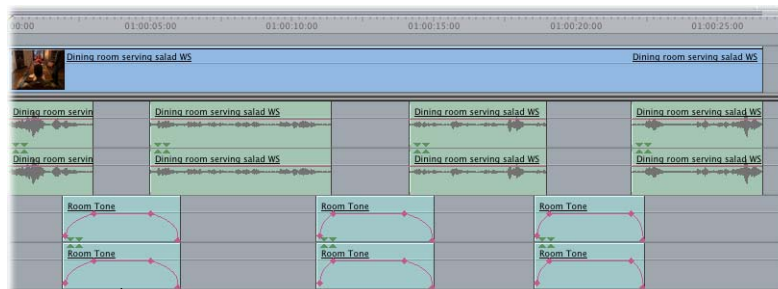 00:00 01:00:05:00 01:00:10:00 01:00:15:00 01:00:20:00 01:00:25:00
Dining room serving salad WS Dining room serving salad WS
Dining room servin Dining room serving salad WS Dining room serving salad WS Dining room serving salad WS
Dining room servin Dining room serving salad WS Dining room serving salad WS Dining room serving salad WS
Room Tone Room Tone Room Tone
Room Tone Room Tone Room Tone